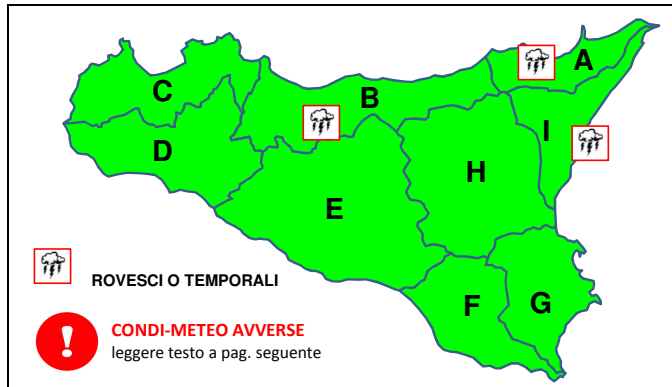 A
B
C
I
D
H
E
ROVESCI O TEMPORALI
F
G
CONDI-METEO AVVERSE
leggere testo a pag. seguente